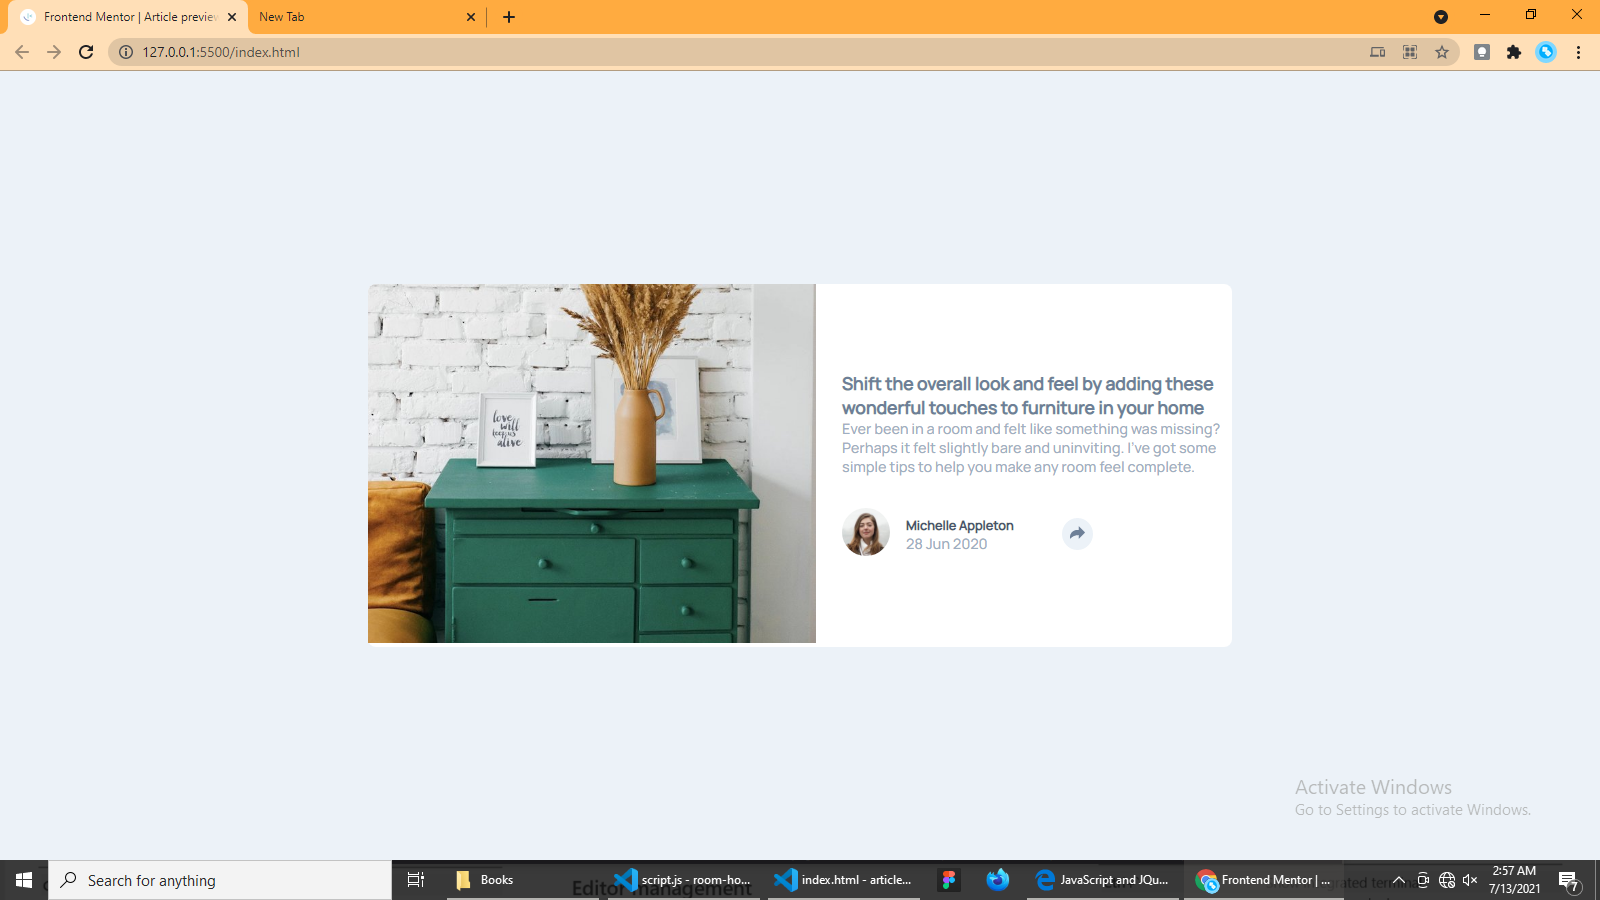 Frontend Mentor | Article preview
New Tab
127.0.0.1:5500/index.html
love
will
keep us
alive
Shift the overall look and feel by adding these
wonderful touches to furniture in your home
Ever been in a room and felt like something was missing?
Perhaps it felt slightly bare and uninviting. I've got some
simple tips to help you make any room feel complete.
Michelle Appleton
28 Jun 2020
Activate Windows
Go to Settings to activate Windows.
Search for anything
Books
Editor management
script.js - room-ho...
index.html - article...
JavaScript and JQu...
Frontend Mentor | ...
2:57 AM
7/13/2021
7